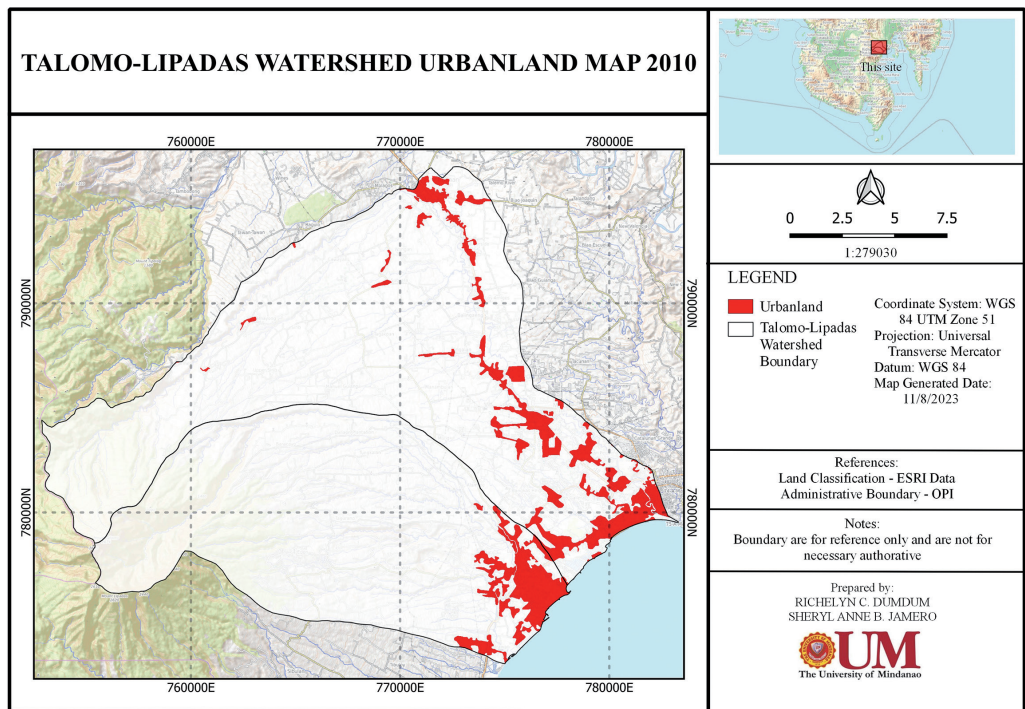 TALOMO-LIPADAS WATERSHED URBANLAND MAP 2010
This site
0 2.5 5 7.5
1:279030
LEGEND
Urbanland
Talomo-Lipadas
Watershed
Boundary
Coordinate System: WGS
84 UTM Zone 51
Projection: Universal
Transverse Mercator
Datum: WGS 84
Map Generated Date:
11/8/2023
References:
Land Classification - ESRI Data
Administrative Boundary - OPI
Notes:
Boundary are for reference only and are not for
necessary authorative
Prepared by:
RICHELYN C. DUMDUM
SHERYL ANNE B. JAMERO
UM
The University of Mindanao
760000E 770000E 780000E
790000N 790000N
780000N 780000N
760000E 770000E 780000E